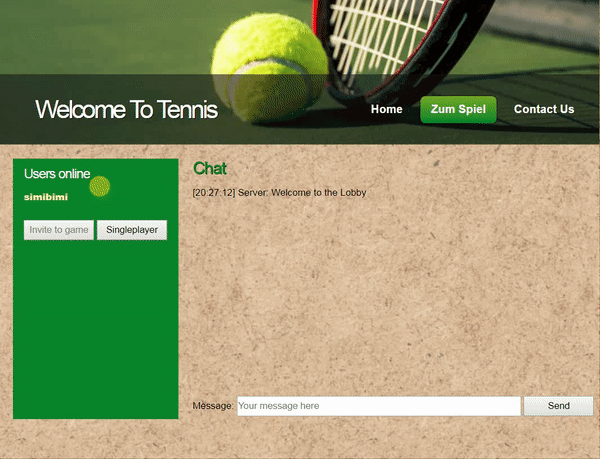 Welcome To Tennis
Home
Zum Spiel
Contact Us
Users online
simibimi
Invite to game
Singleplayer
Chat
[20:27:12] Server: Welcome to the Lobby
Message:
Your message here
Send